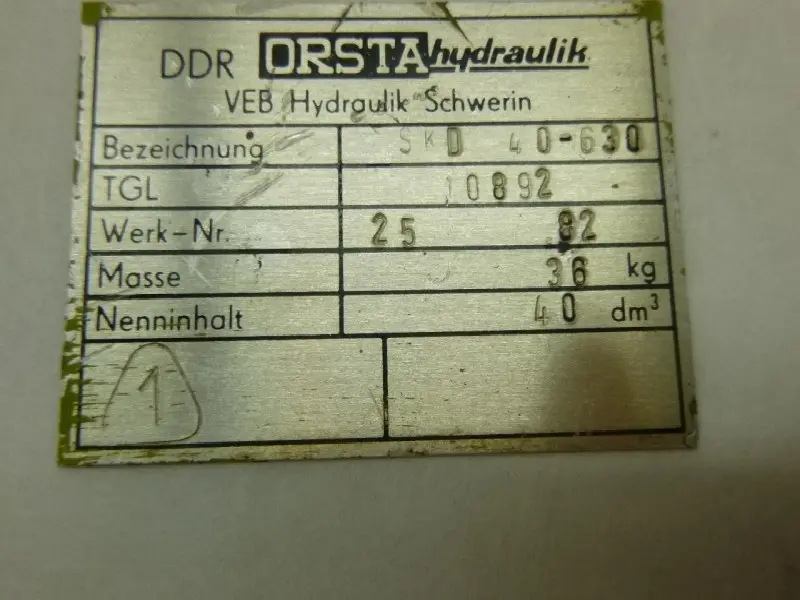 DDR ORSTA hydraulik
VEB Hydraulik Schwerin
Bezeichnung SKD 40-630
TGL 10892
Werk-Nr. 25 82
Masse 36 kg
Nenninhalt 40 dm³
1